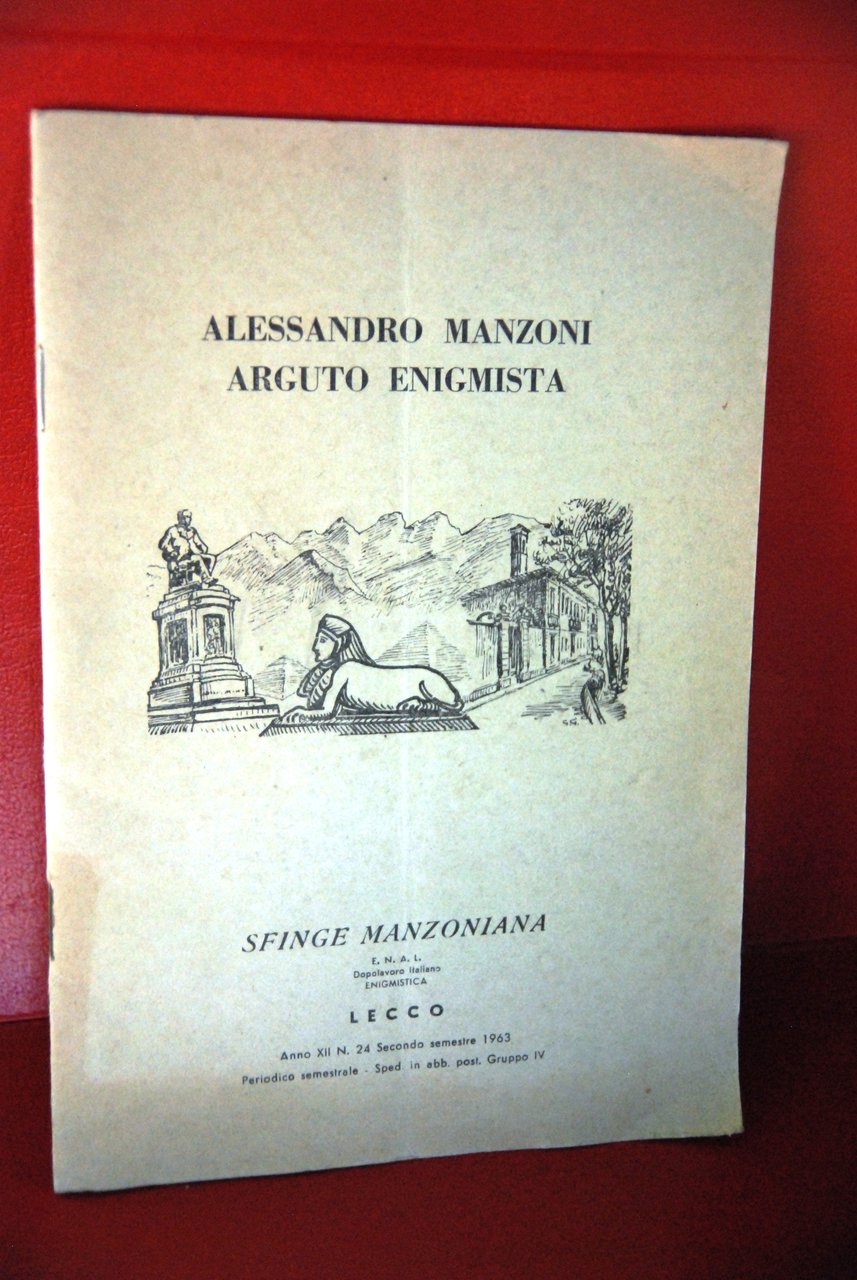 ALESSANDRO MANZONI
ARGUTO ENIGMISTA
S.G.
SFINGE MANZONIANA
E. N. A. L.
Dopolavoro Italiano
ENIGMISTICA
LECCO
Anno XII N. 24 Secondo semestre 1963
Periodico semestrale - Sped. in abb. post. Gruppo IV